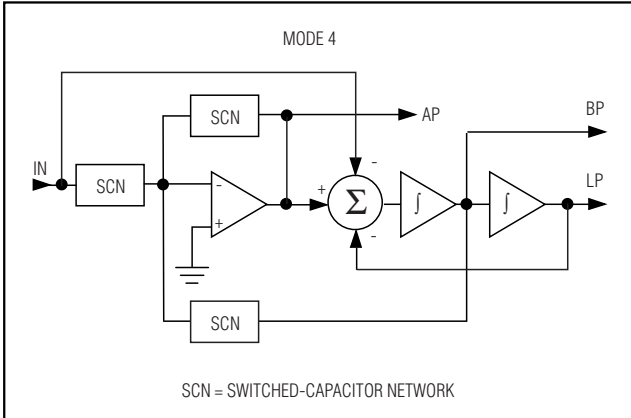 MODE 4
SCN
AP
BP
IN
SCN
-
-
+
+
Σ
∫
∫
LP
-
SCN
SCN = SWITCHED-CAPACITOR NETWORK